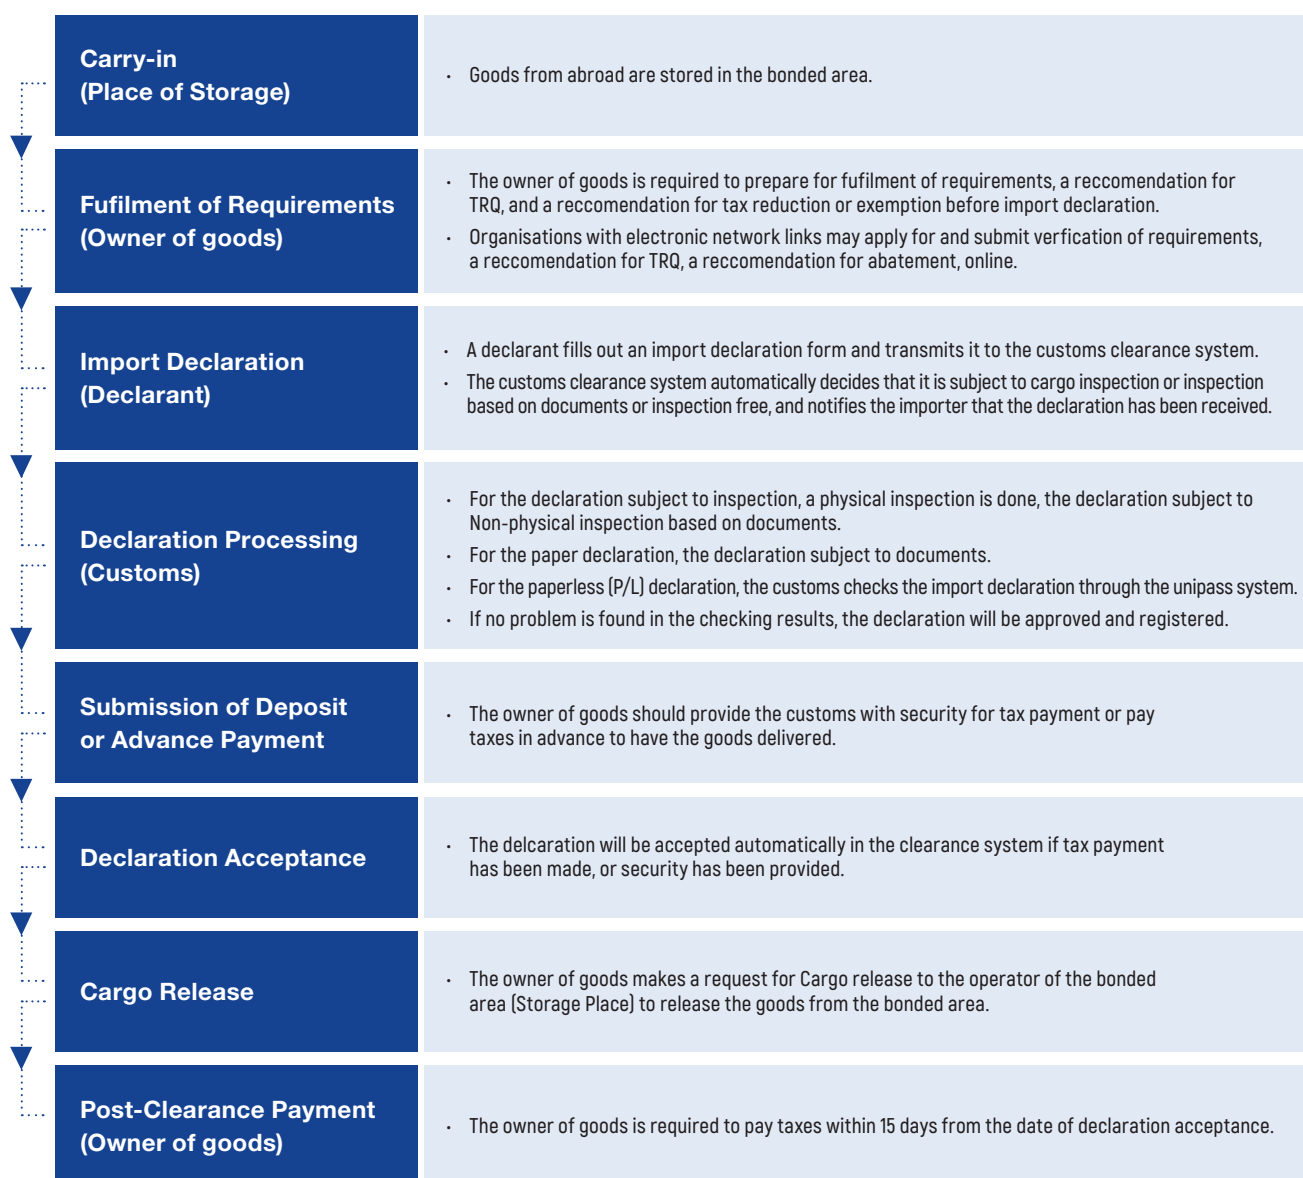 Carry-in
(Place of Storage)
· Goods from abroad are stored in the bonded area.
Fufilment of Requirements
(Owner of goods)
· The owner of goods is required to prepare for fufilment of requirements, a reccomendation for
TRQ, and a reccomendation for tax reduction or exemption before import declaration.
· Organisations with electronic network links may apply for and submit verfication of requirements,
a reccomendation for TRQ, a reccomendation for abatement, online.
Import Declaration
(Declarant)
· A declarant fills out an import declaration form and transmits it to the customs clearance system.
· The customs clearance system automatically decides that it is subject to cargo inspection or inspection
based on documents or inspection free, and notifies the importer that the declaration has been received.
Declaration Processing
(Customs)
· For the declaration subject to inspection, a physical inspection is done, the declaration subject to
Non-physical inspection based on documents.
· For the paper declaration, the declaration subject to documents.
· For the paperless (P/L) declaration, the customs checks the import declaration through the unipass system.
· If no problem is found in the checking results, the declaration will be approved and registered.
Submission of Deposit
or Advance Payment
· The owner of goods should provide the customs with security for tax payment or pay
taxes in advance to have the goods delivered.
Declaration Acceptance
· The delcaration will be accepted automatically in the clearance system if tax payment
has been made, or security has been provided.
Cargo Release
· The owner of goods makes a request for Cargo release to the operator of the bonded
area (Storage Place) to release the goods from the bonded area.
Post-Clearance Payment
(Owner of goods)
· The owner of goods is required to pay taxes within 15 days from the date of declaration acceptance.